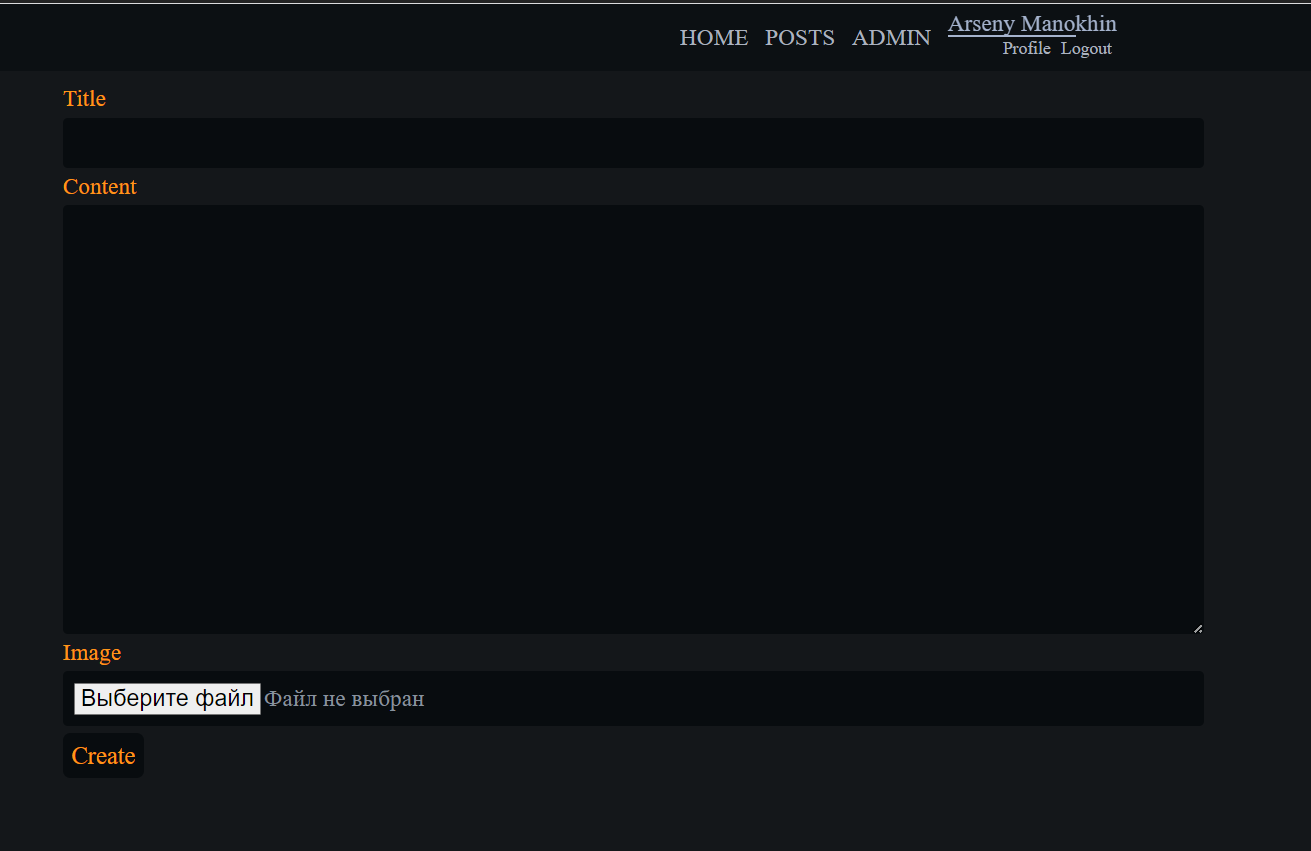 HOME POSTS ADMIN Arseny Manokhin
Profile Logout
Title
Content
Image
Выберите файл Файл не выбран
Create